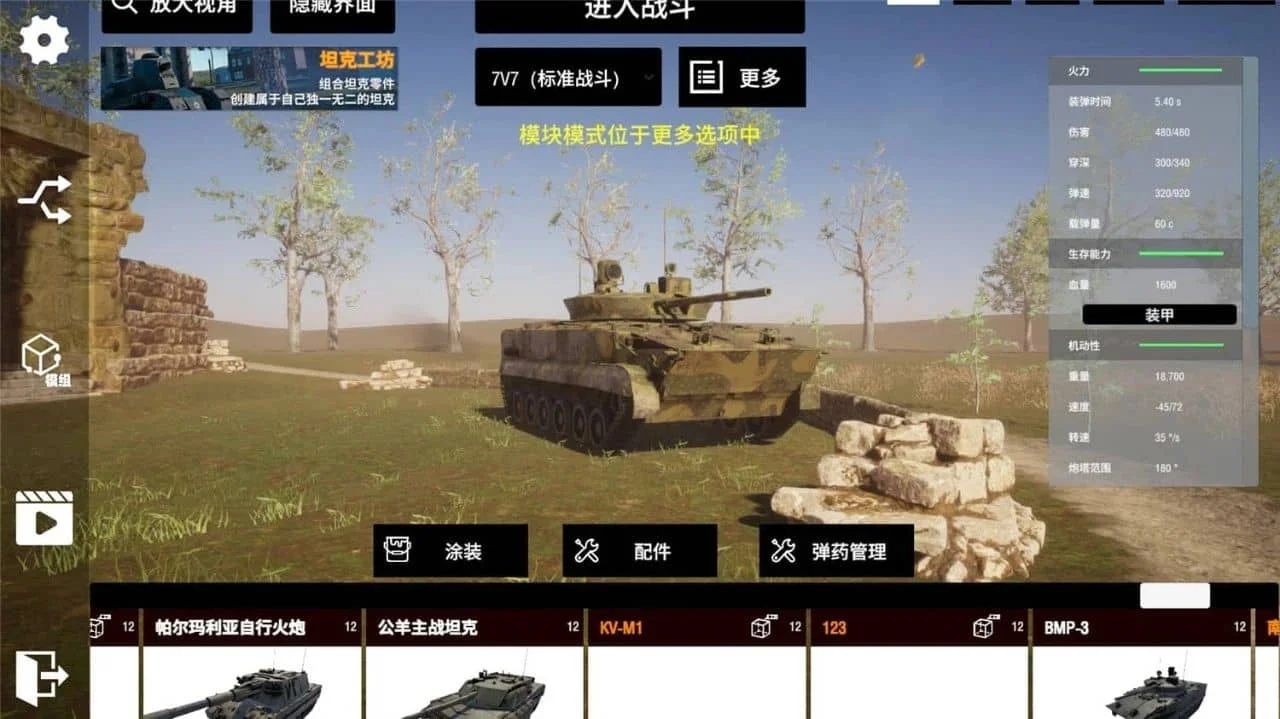 放大视角
隐藏界面
进入战斗
坦克工坊
组合坦克零件
创建属于自己独一无二的坦克
7V7（标准战斗）
更多
模块模式位于更多选项中
火力
装弹时间 5.40 s
伤害 480/480
穿深 300/340
弹速 320/920
载弹量 60 c
生存能力
血量 1600
装甲
机动性
重量 18.700
速度 -45/72
转速 35 °/s
炮塔范围 180 °
模组
涂装
配件
弹药管理
12
帕尔玛利亚自行火炮 12
公羊主战坦克 12
KV-M1 12
123 12
BMP-3 12